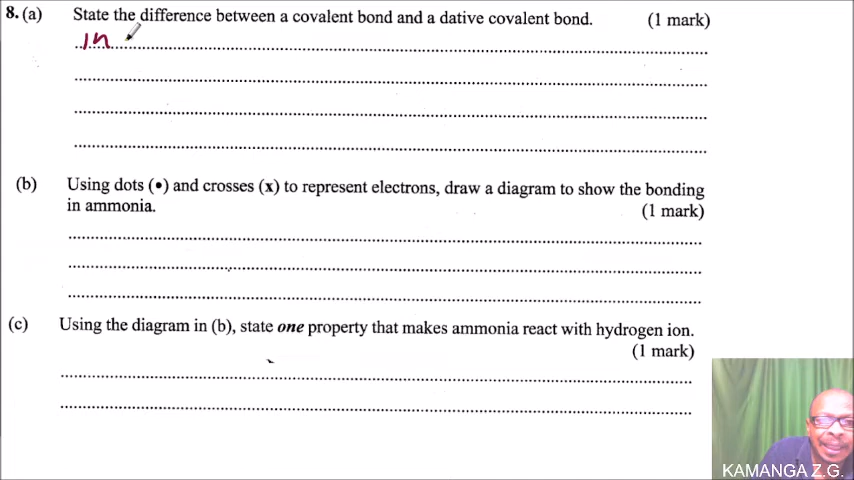 8. (a) State the difference between a covalent bond and a dative covalent bond. (1 mark)
In
(b) Using dots (•) and crosses (x) to represent electrons, draw a diagram to show the bonding
in ammonia. (1 mark)
(c) Using the diagram in (b), state one property that makes ammonia react with hydrogen ion.
(1 mark)
KAMANGA Z.G.